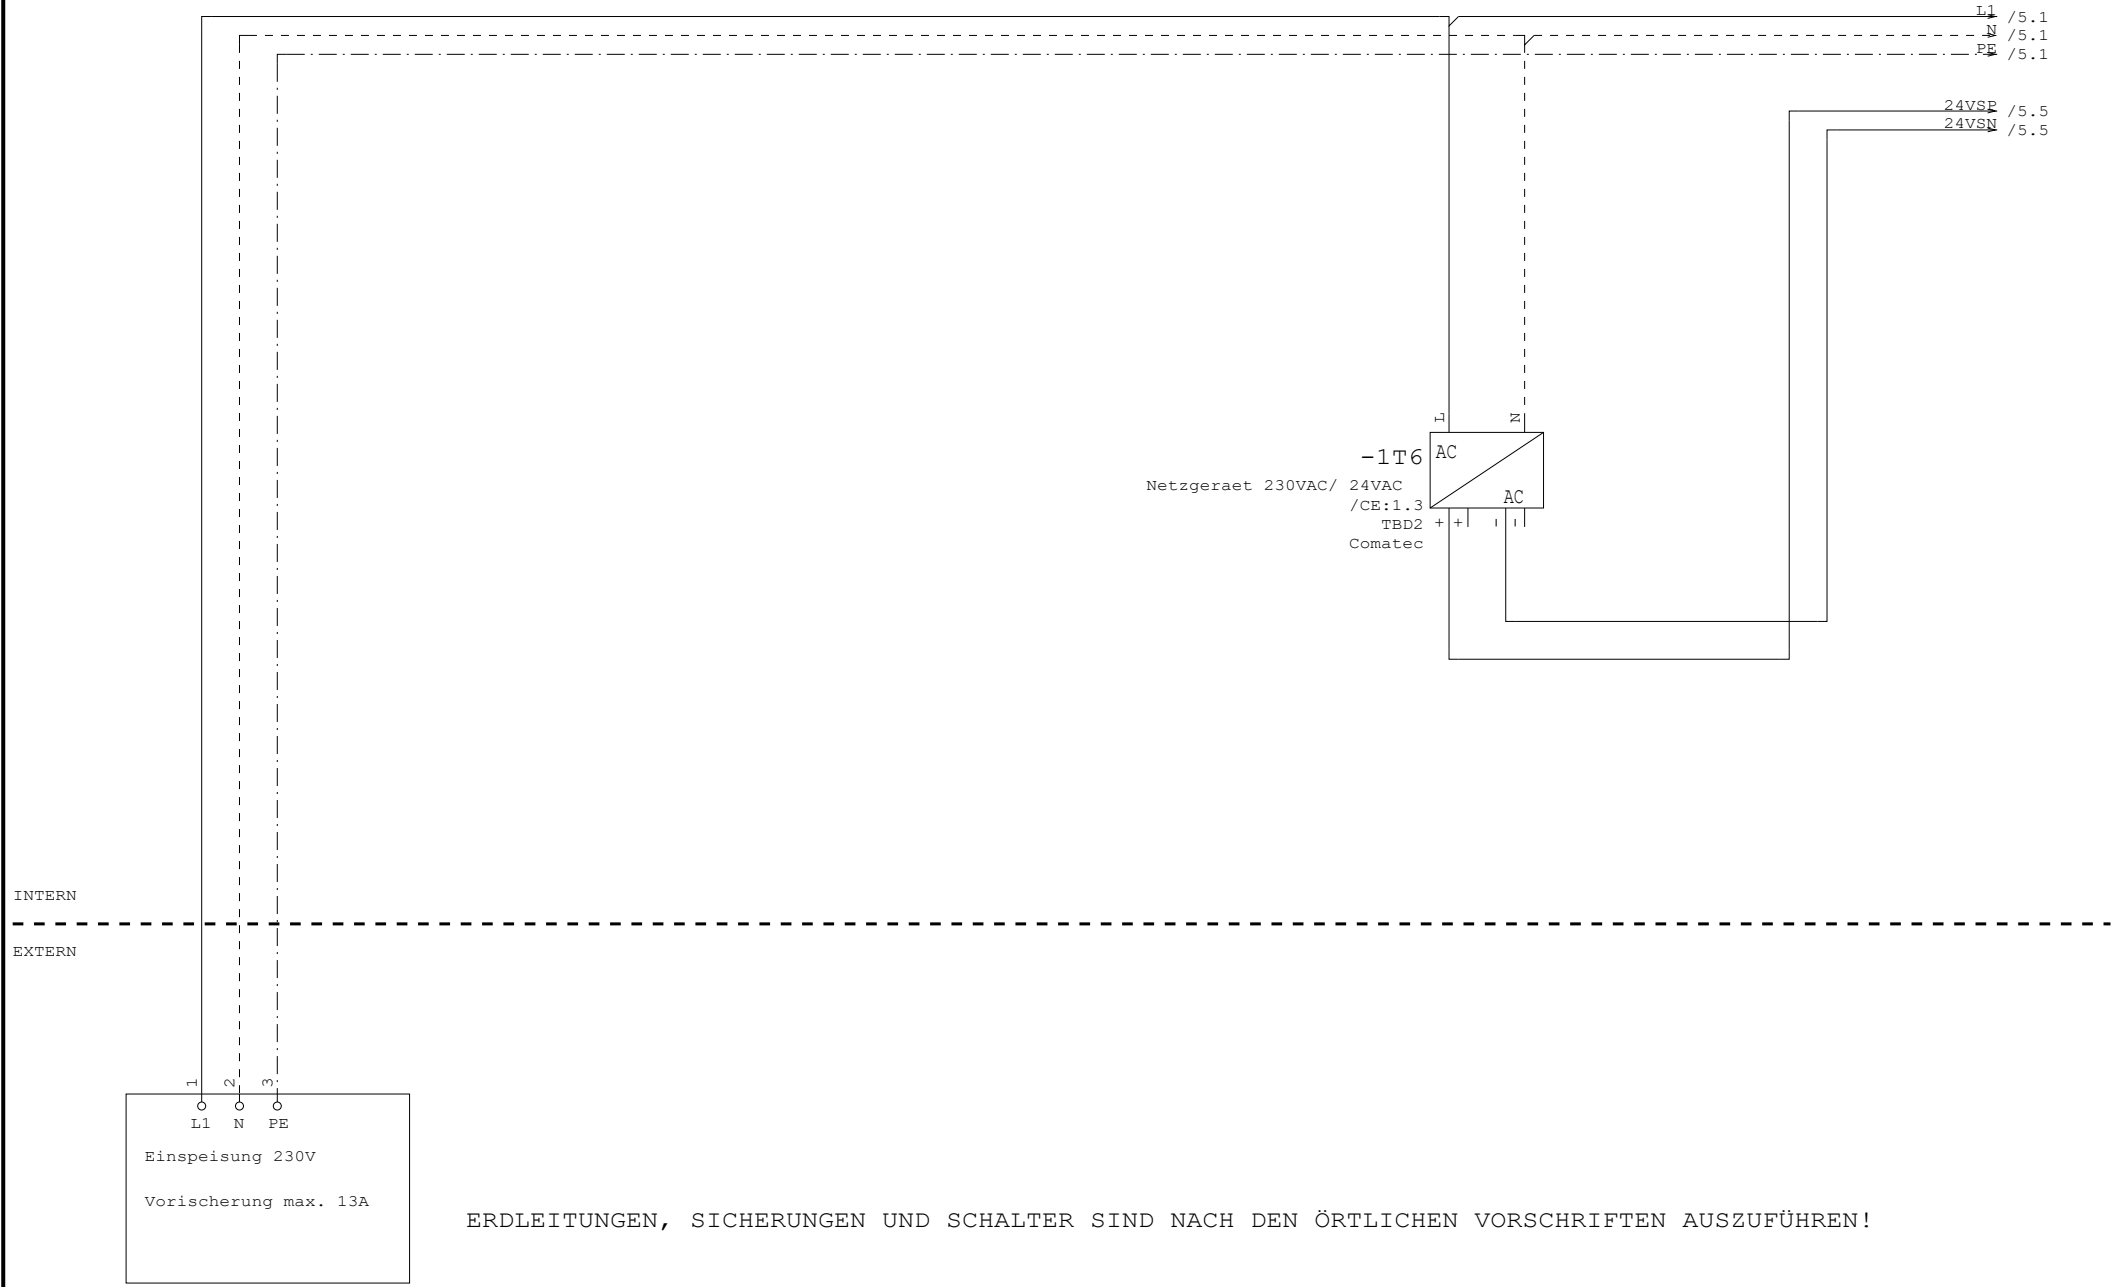 L1 /5.1
N /5.1
PE /5.1
24VSP /5.5
24VSN /5.5
L N
-1T6 AC
Netzgeraet 230VAC/ 24VAC
AC
/CE:1.3
TBD2 + + - -
Comatec
INTERN
EXTERN
1 2 3
L1 N PE
Einspeisung 230V
Vorischerung max. 13A
ERDLEITUNGEN, SICHERUNGEN UND SCHALTER SIND NACH DEN ÖRTLICHEN VORSCHRIFTEN AUSZUFÜHREN!